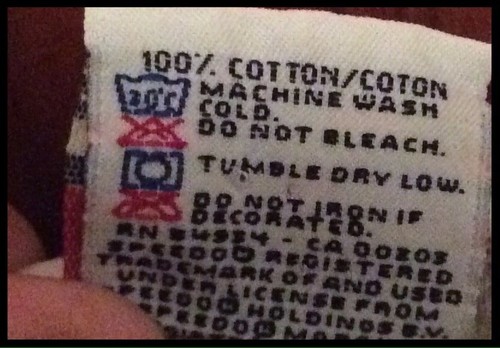 100% COTTON/COTON
30°C MACHINE WASH
COLD.
DO NOT BLEACH.
TUMBLE DRY LOW.
DO NOT IRON IF
DECORATED.
RN - CA 00203
SPEEDO® REGISTERED
TRADEMARK OF AND USED
UNDER LICENSE FROM
SPEEDO® HOLDINGS B.V.
SPEEDO®